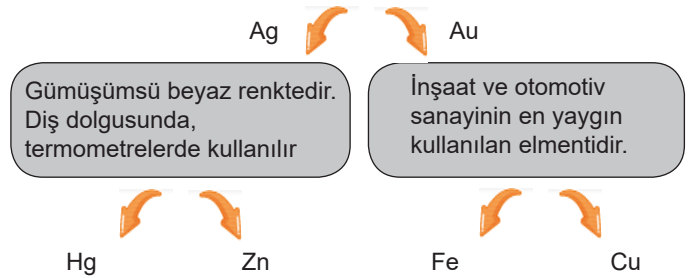 Ag Au
Gümüşümsü beyaz renktedir.
Diş dolgusunda,
termometrelerde kullanılır
İnşaat ve otomotiv
sanayinin en yaygın
kullanılan elmentidir.
Hg Zn Fe Cu